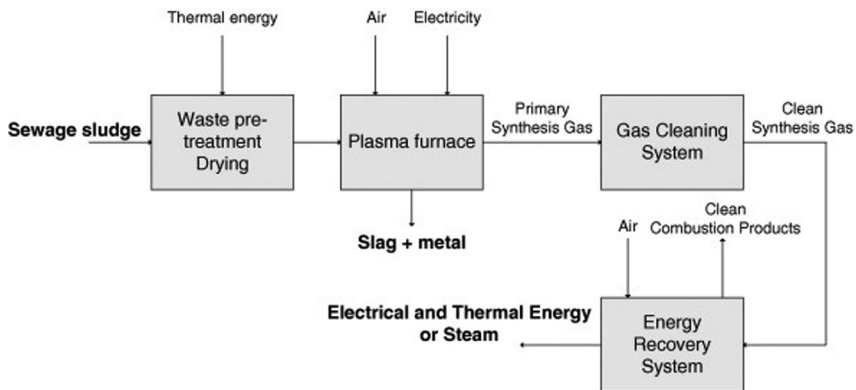 Thermal energy
Air
Electricity
Sewage sludge
Waste pre-
treatment
Drying
Plasma furnace
Primary
Synthesis Gas
Gas Cleaning
System
Clean
Synthesis Gas
Slag + metal
Air
Clean
Combustion Products
Electrical and Thermal Energy
or Steam
Energy
Recovery
System